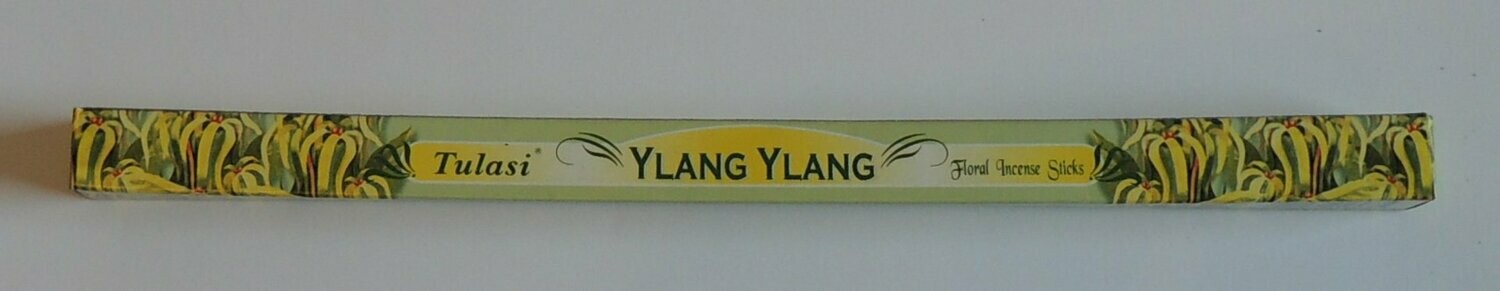 Tulasi®
YLANG YLANG
Floral Incense Sticks